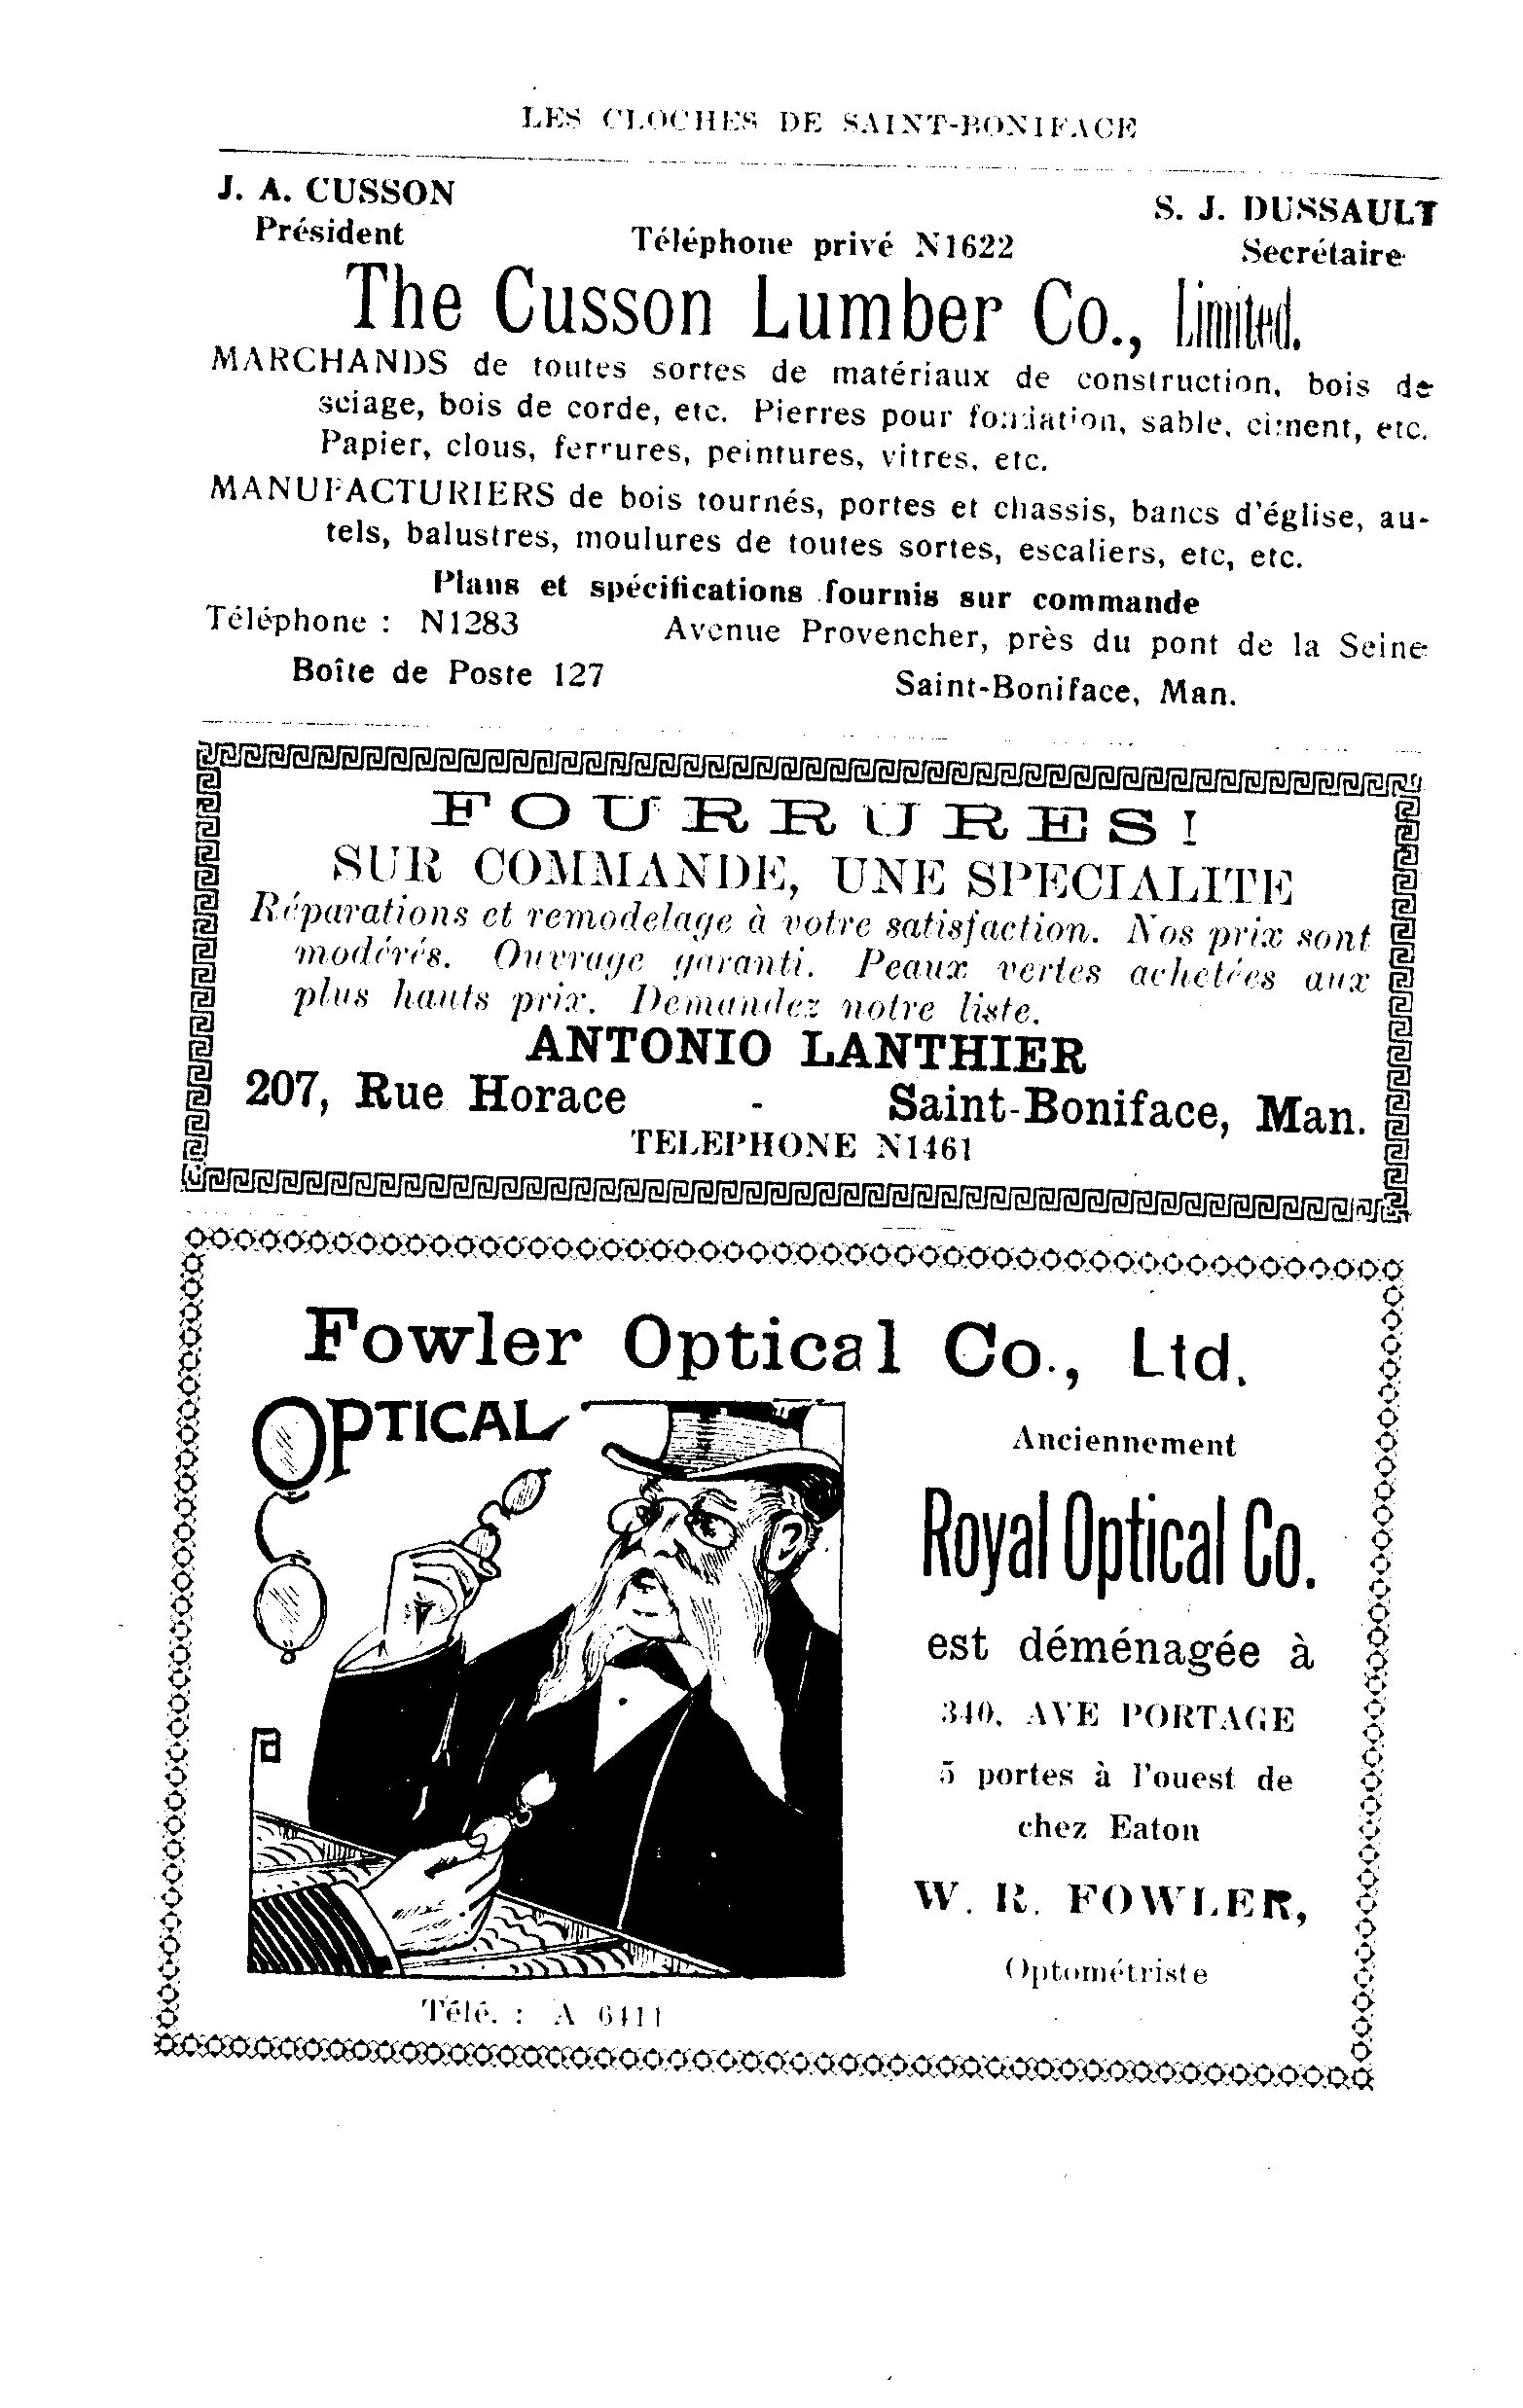 LES CLOCHES DE SAINT-BONIFACE
J. A. CUSSON
Président
Téléphone privé N1622
S. J. DUSSAULT
Secrétaire
The Cusson Lumber Co., Limited.
MARCHANDS de toutes sortes de matériaux de construction, bois de
sciage, bois de corde, etc. Pierres pour fondation, sable, ciment, etc.
Papier, clous, ferrures, peintures, vitres, etc.
MANUFACTURIERS de bois tournés, portes et chassis, bancs d'église, au-
tels, balustres, moulures de toutes sortes, escaliers, etc, etc.
Plans et spécifications fournis sur commande
Téléphone : N1283
Avenue Provencher, près du pont de la Seine
Boîte de Poste 127
Saint-Boniface, Man.
FOURRURES!
SUR COMMANDE, UNE SPECIALITE
Réparations et remodelage à votre satisfaction. Nos prix sont
modérés. Ouvrage garanti. Peaux vertes achetées aux
plus hauts prix. Demandez notre liste.
ANTONIO LANTHIER
207, Rue Horace - Saint-Boniface, Man.
TELEPHONE N1461
Fowler Optical Co., Ltd.
OPTICAL
Anciennement
Royal Optical Co.
est déménagée à
340, AVE PORTAGE
5 portes à l'ouest de
chez Eaton
W. R. FOWLER,
Optométriste
Télé. : A 6411